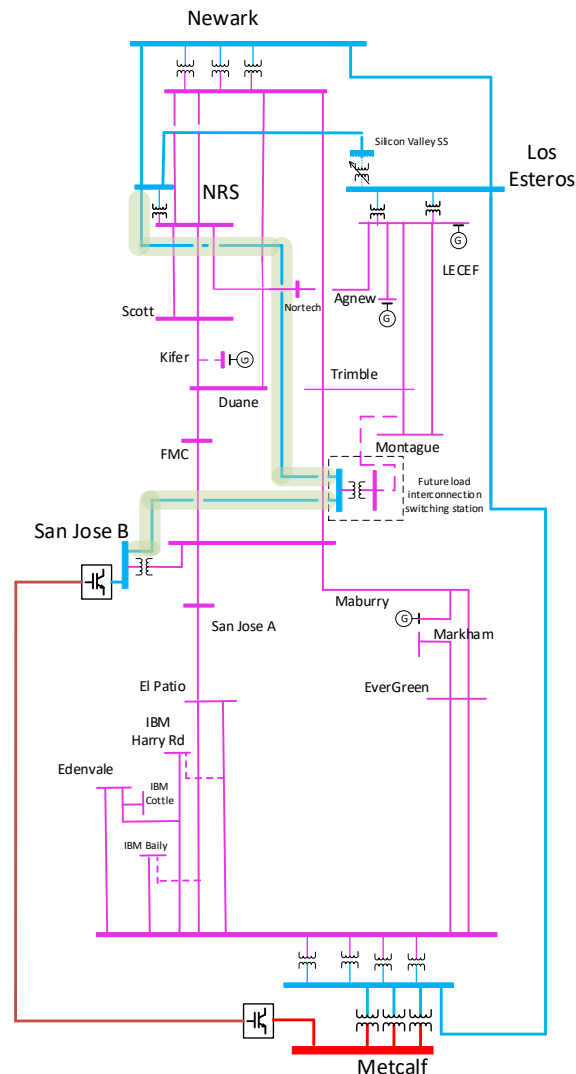 Newark
Silicon Valley SS
Los
Esteros
NRS
G
LECEF
Scott
Nortech
Agnew
G
Kifer
G
Duane
Trimble
FMC
Montague
Future load
interconnection
switching station
San Jose B
Maburry
G
San Jose A
Markham
El Patio
EverGreen
IBM
Harry Rd
Edenvale
IBM
Cottle
IBM Baily
Metcalf